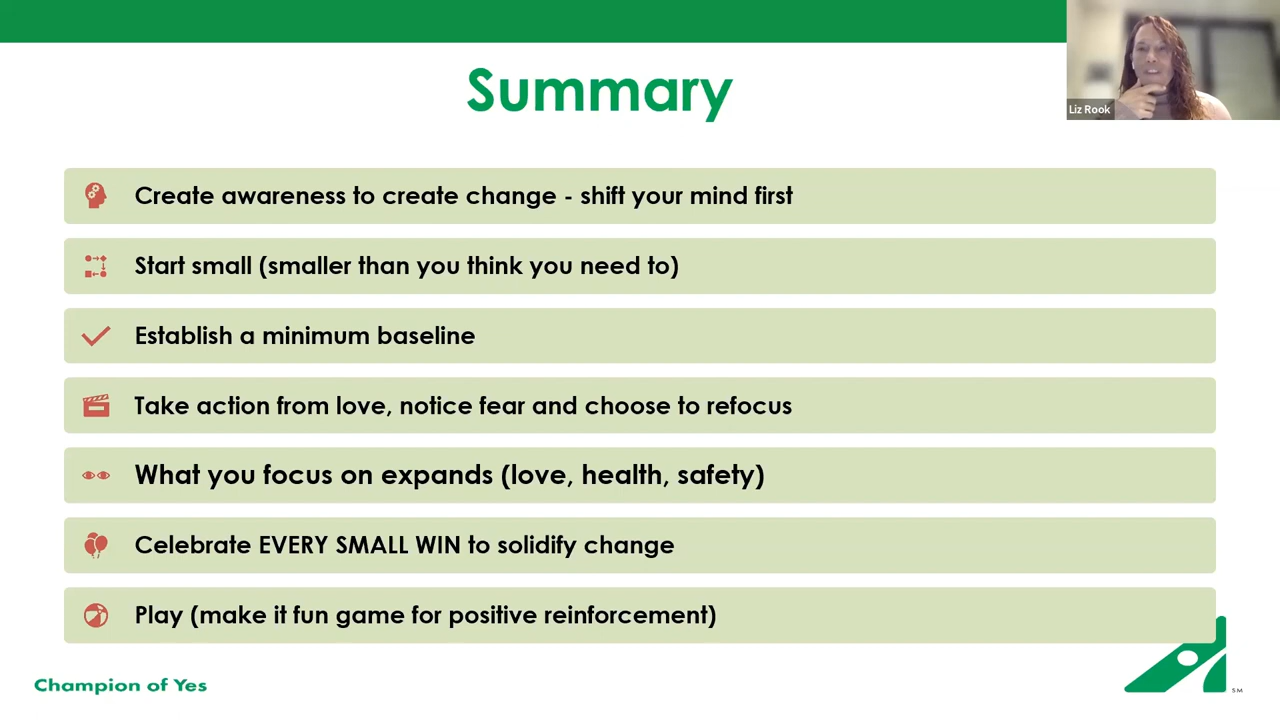 Summary
Liz Rook
Create awareness to create change - shift your mind first
Start small (smaller than you think you need to)
Establish a minimum baseline
Take action from love, notice fear and choose to refocus
What you focus on expands (love, health, safety)
Celebrate EVERY SMALL WIN to solidify change
Play (make it fun game for positive reinforcement)
Champion of Yes
SM